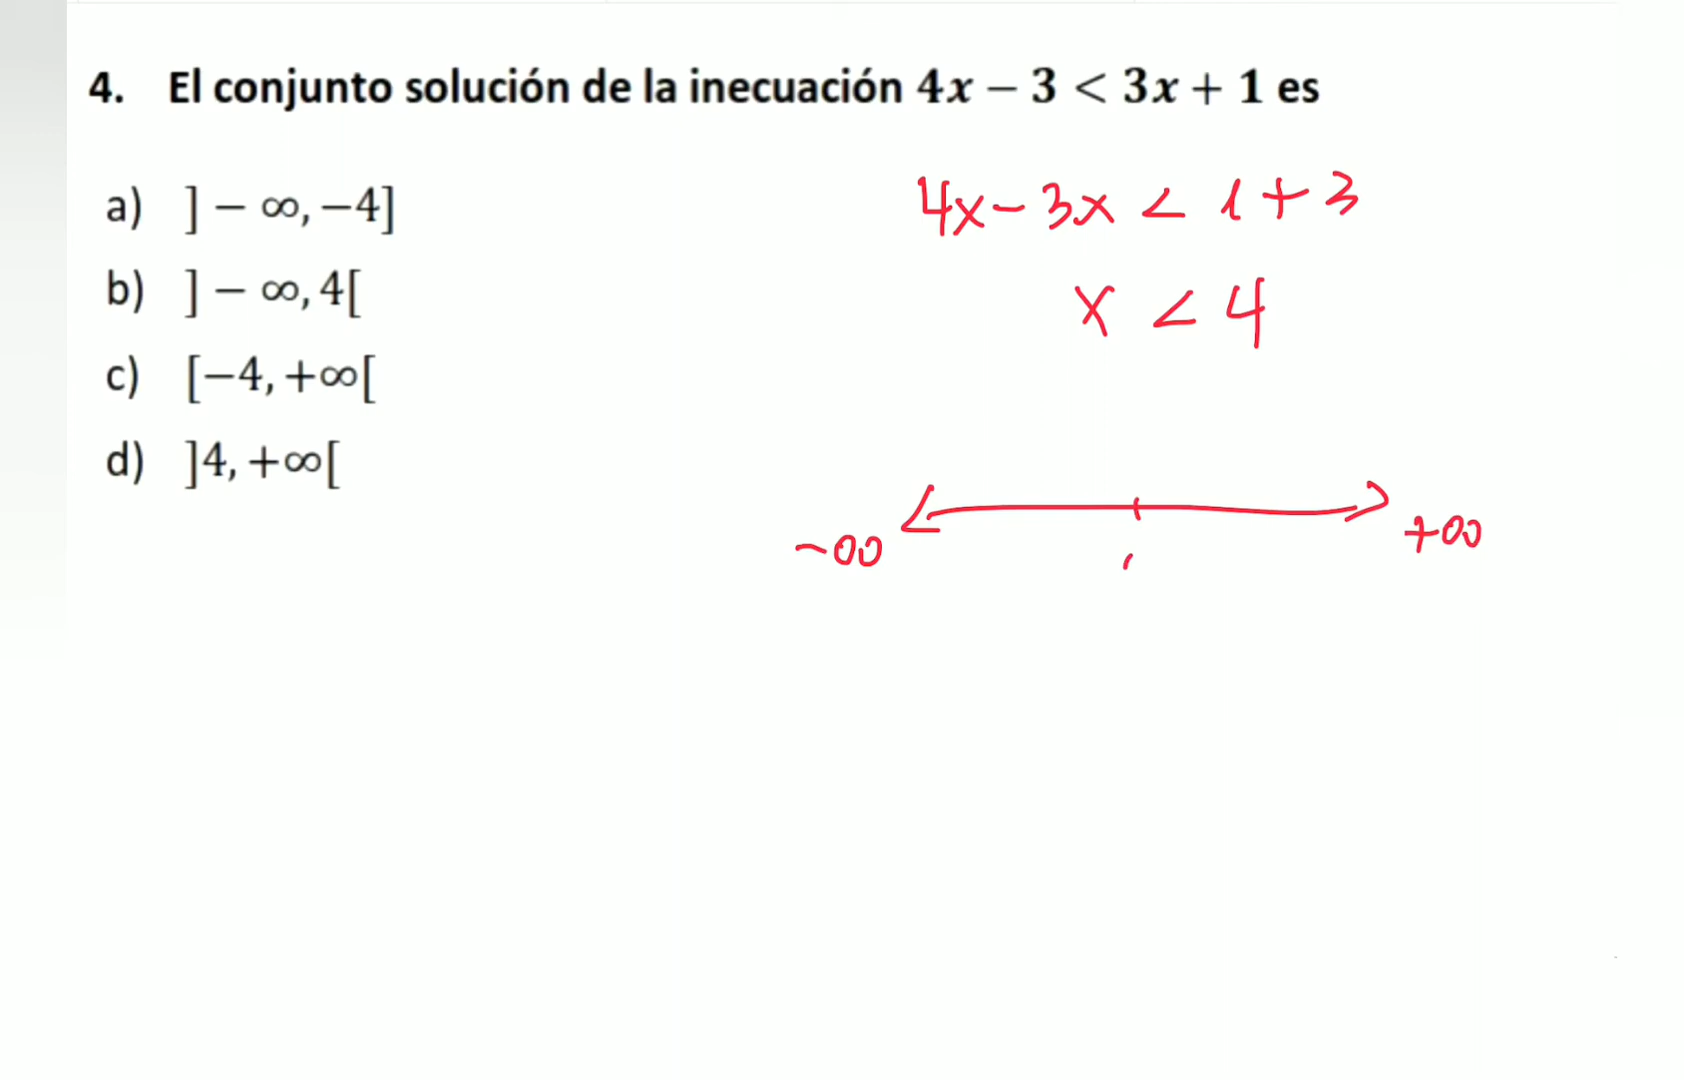 4. El conjunto solución de la inecuación 4x − 3 < 3x + 1 es
a) ]− ∞, −4]
b) ]− ∞, 4[
c) [−4, +∞[
d) ]4, +∞[
4x − 3x < 1 + 3
x < 4
−∞ +∞